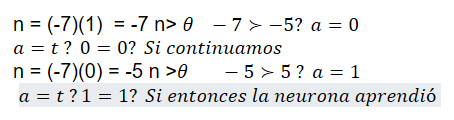 n = (-7)(1) = -7 n> θ − 7 ≻ −5? a = 0
a = t ? 0 = 0? Si continuamos
n = (-7)(0) = -5 n >θ − 5 ≻ 5 ? a = 1
a = t ? 1 = 1? Si entonces la neurona aprendió